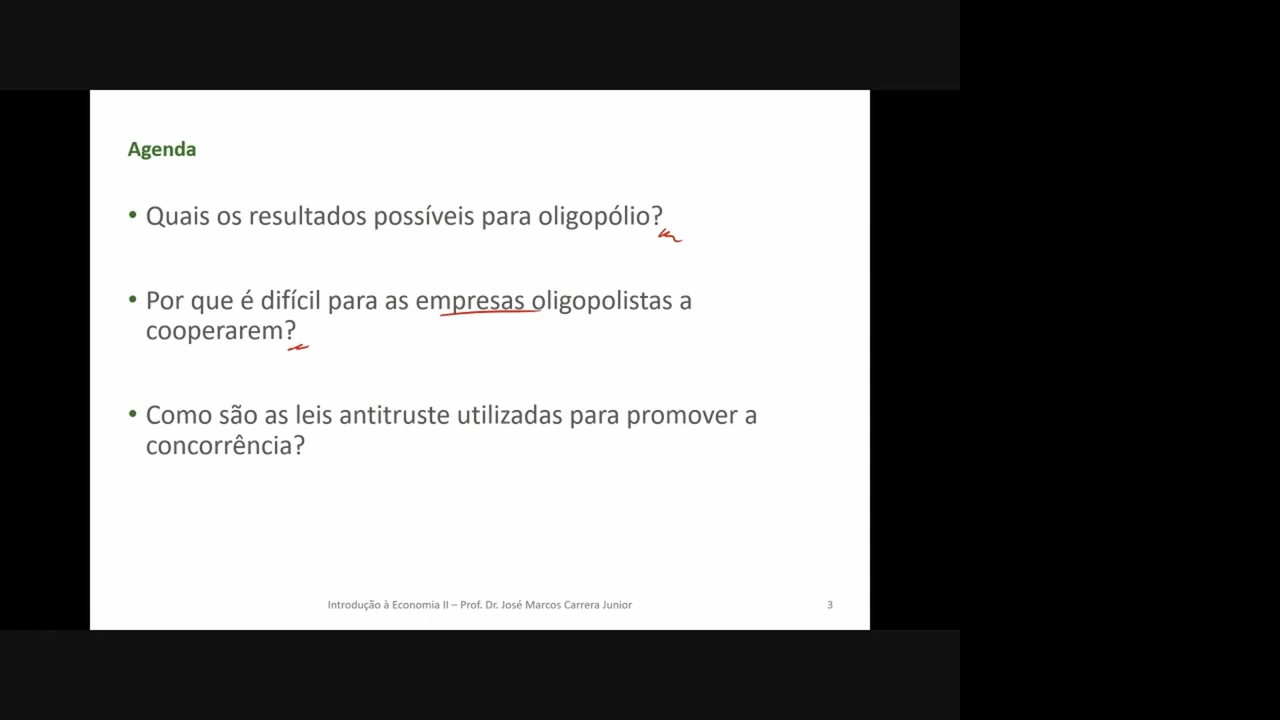 Agenda
• Quais os resultados possíveis para oligopólio?
• Por que é difícil para as empresas oligopolistas a
cooperarem?
• Como são as leis antitruste utilizadas para promover a
concorrência?
Introdução à Economia II – Prof. Dr. José Marcos Carrera Junior
3